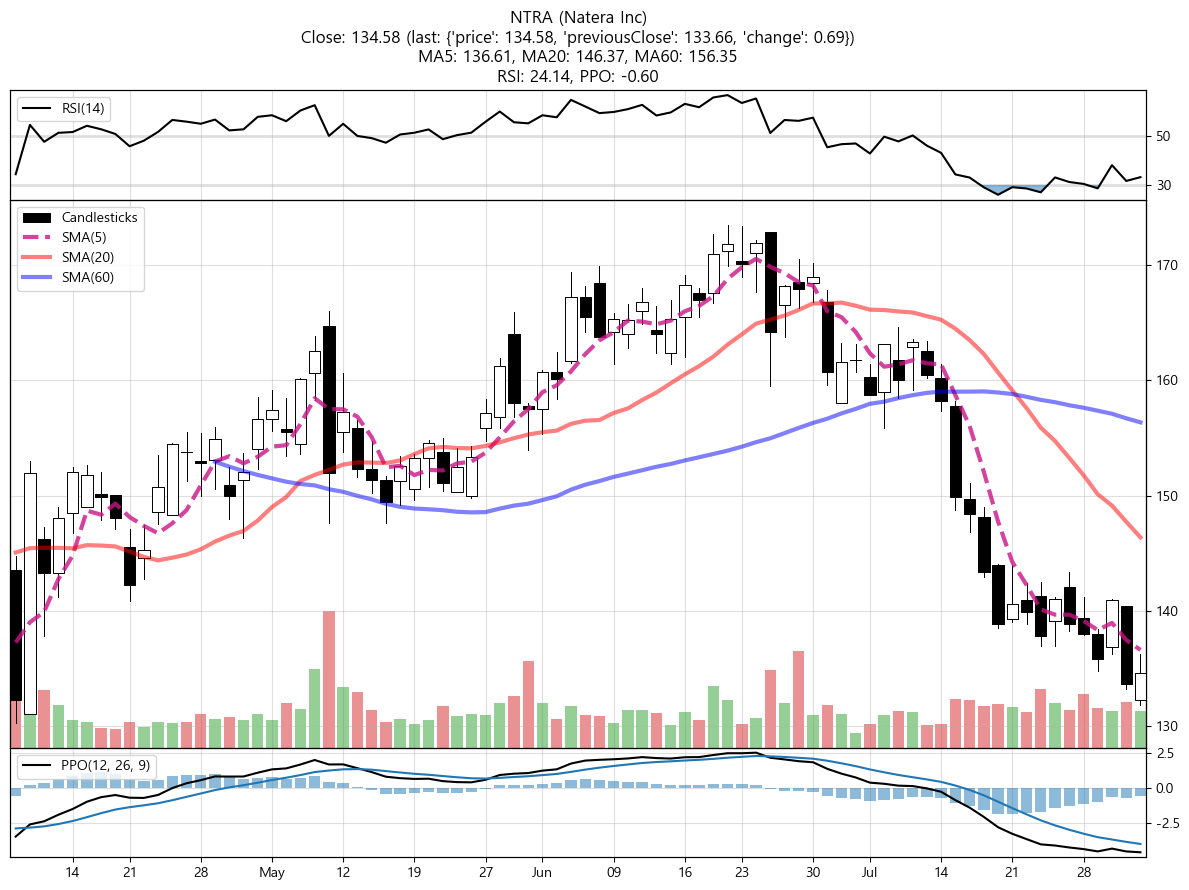 NTRA (Natera Inc)
Close: 134.58 (last: {'price': 134.58, 'previousClose': 133.66, 'change': 0.69})
MA5: 136.61, MA20: 146.37, MA60: 156.35
RSI: 24.14, PPO: -0.60
RSI(14)
50
30
Candlesticks
SMA(5)
SMA(20)
SMA(60)
170
160
150
140
130
PPO(12, 26, 9)
2.5
0.0
-2.5
14 21 28 May 12 19 27 Jun 09 16 23 30 Jul 14 21 28